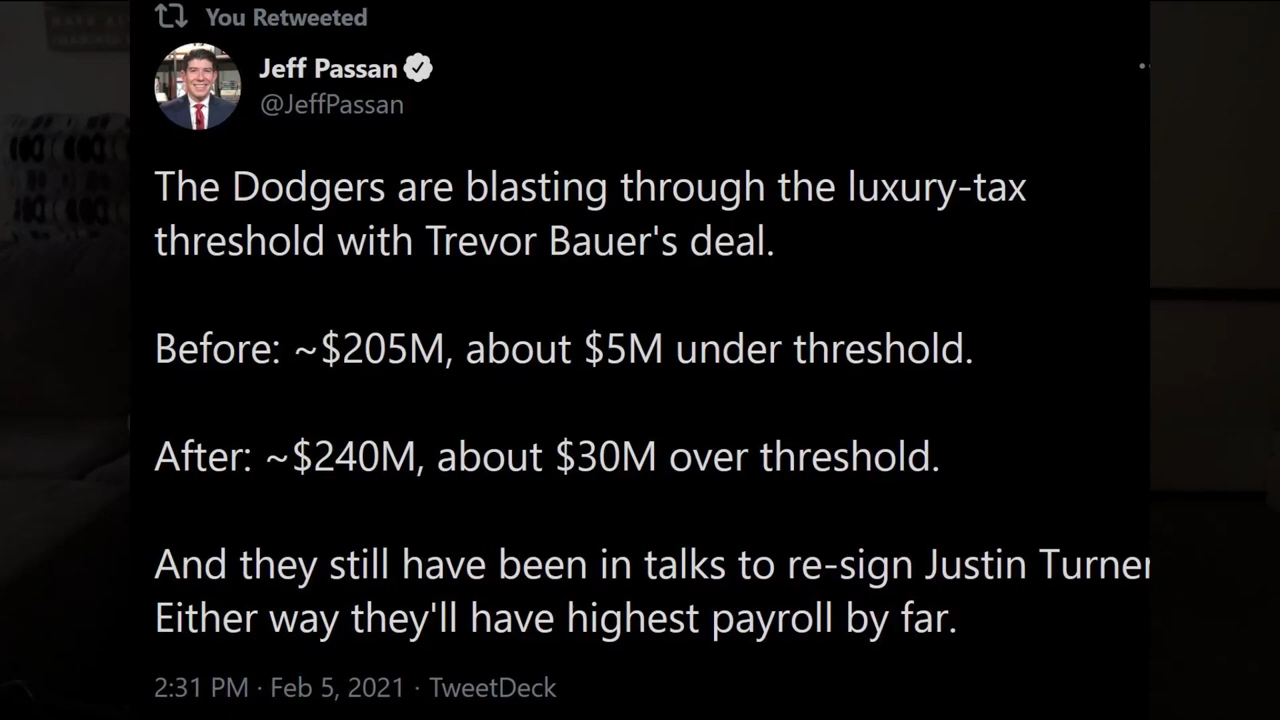 You Retweeted
Jeff Passan
@JeffPassan
The Dodgers are blasting through the luxury-tax
threshold with Trevor Bauer's deal.
Before: ~$205M, about $5M under threshold.
After: ~$240M, about $30M over threshold.
And they still have been in talks to re-sign Justin Turner
Either way they'll have highest payroll by far.
2:31 PM · Feb 5, 2021 · TweetDeck